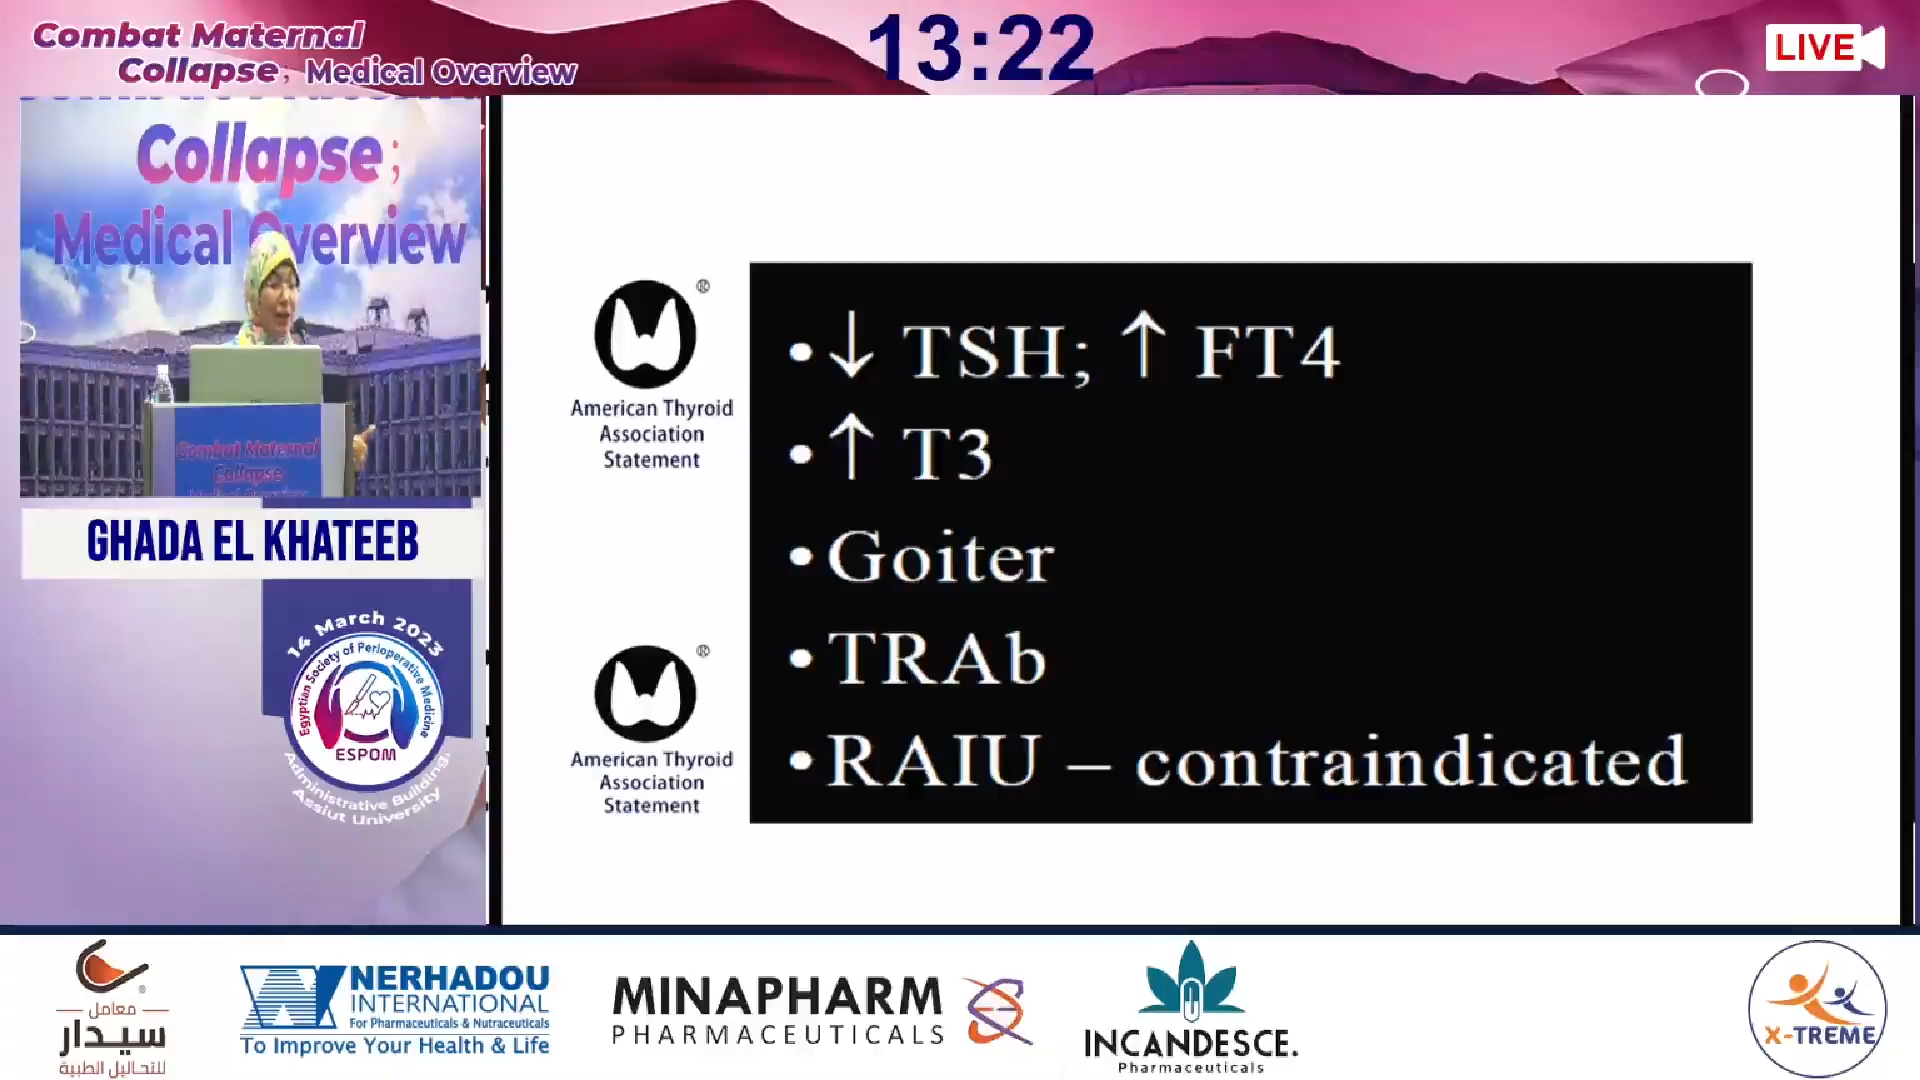 Combat Maternal
Collapse; Medical Overview
13:22
LIVE
Collapse;
Medical Overview
Combat Maternal
Collapse
GHADA EL KHATEEB
14 March 2023
Egyptian Society of Perioperative Medicine
ESPOM
Administrative Building,
Assiut University
®
American Thyroid
Association
Statement
®
American Thyroid
Association
Statement
•↓ TSH; ↑ FT4
•↑ T3
•Goiter
•TRAb
•RAIU – contraindicated
®
معامل
سيدار
للتحاليل الطبية
NERHADOU
INTERNATIONAL
For Pharmaceuticals & Nutraceuticals
To Improve Your Health & Life
MINAPHARM
PHARMACEUTICALS
INCANDESCE.
Pharmaceuticals
X-TREME